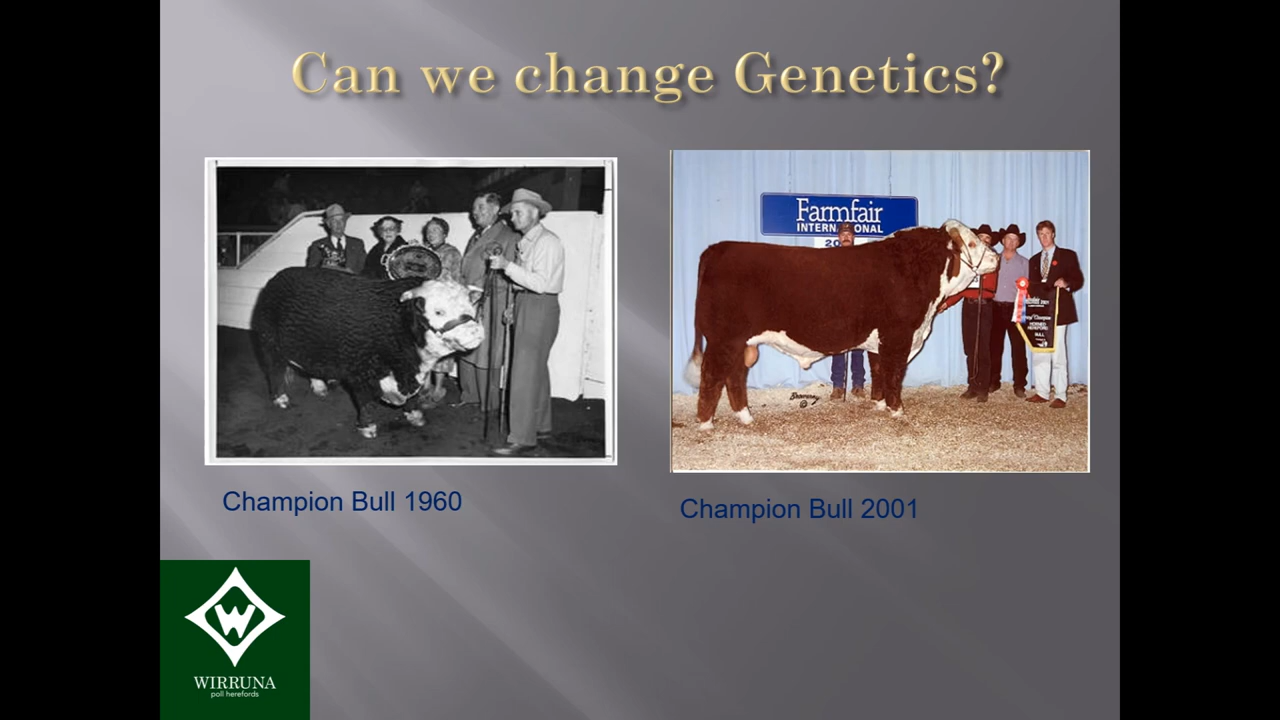 Can we change Genetics?
Farmfair
INTERNATIONAL
Champion Bull 1960
Champion Bull 2001
W
WIRRUNA
poll herefords